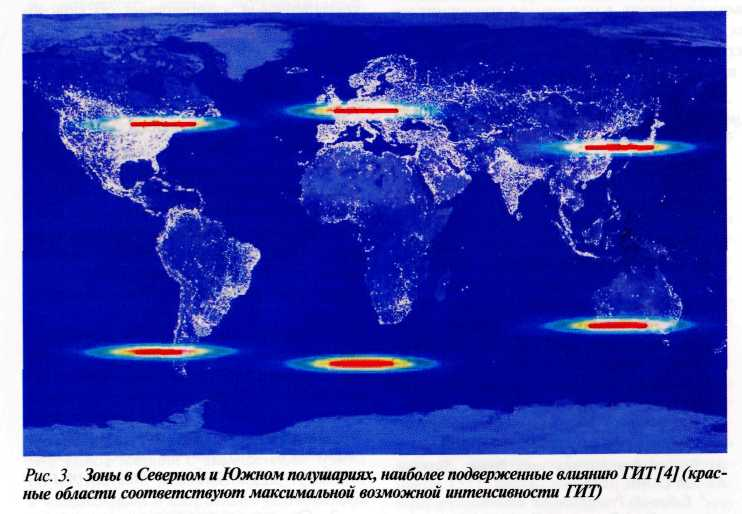 Рис. 3. Зоны в Северном и Южном полушариях, наиболее подверженные влиянию ГИТ [4] (крас-
ные области соответствуют максимальной возможной интенсивности ГИТ)